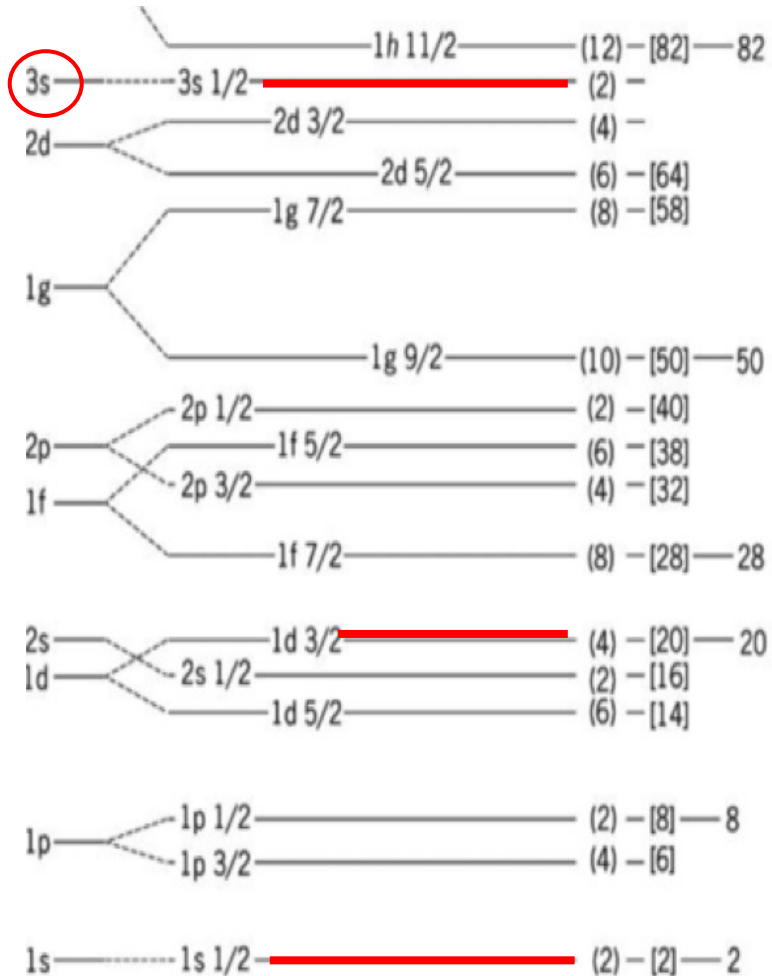 1h 11/2 (12) [82] 82
3s 3s 1/2 (2)
2d 3/2 (4)
2d
2d 5/2 (6) [64]
1g 7/2 (8) [58]
1g
1g 9/2 (10) [50] 50
2p 1/2 (2) [40]
2p 1f 5/2 (6) [38]
2p 3/2 (4) [32]
1f
1f 7/2 (8) [28] 28
2s 1d 3/2 (4) [20] 20
1d 2s 1/2 (2) [16]
1d 5/2 (6) [14]
1p 1/2 (2) [8] 8
1p
1p 3/2 (4) [6]
1s 1s 1/2 (2) [2] 2